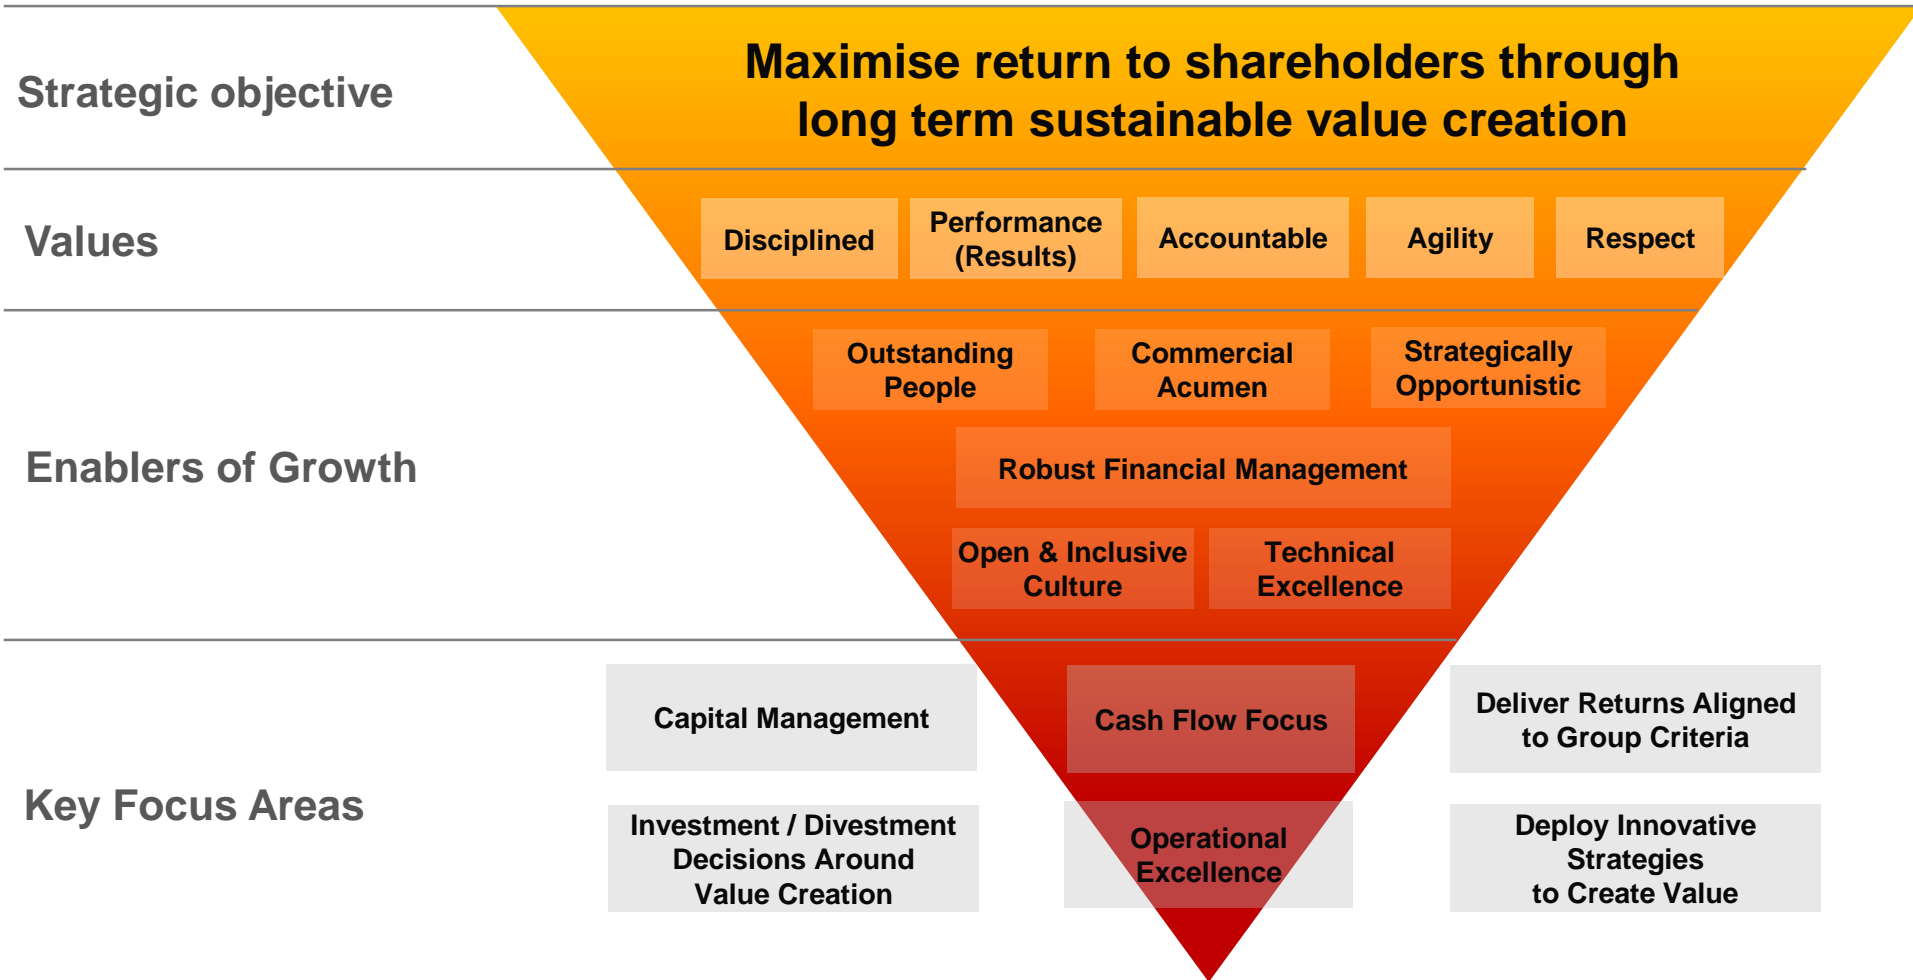 Strategic objective
Maximise return to shareholders through
long term sustainable value creation
Values
Disciplined
Performance
(Results)
Accountable
Agility
Respect
Enablers of Growth
Outstanding
People
Commercial
Acumen
Strategically
Opportunistic
Robust Financial Management
Open & Inclusive
Culture
Technical
Excellence
Key Focus Areas
Capital Management
Cash Flow Focus
Deliver Returns Aligned
to Group Criteria
Investment / Divestment
Decisions Around
Value Creation
Operational
Excellence
Deploy Innovative
Strategies
to Create Value